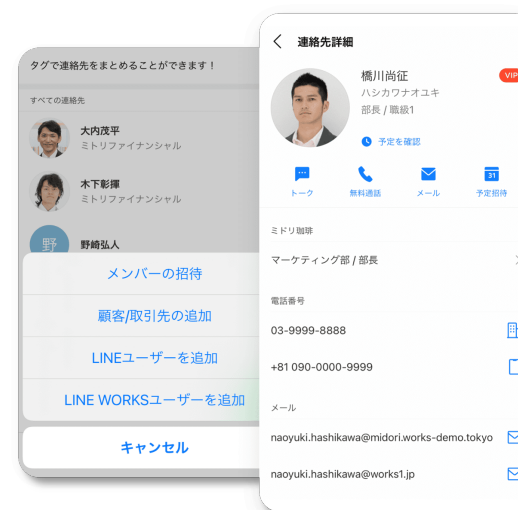 タグで連絡先をまとめることができます！
すべての連絡先
大内茂平
ミトリファイナンシャル
木下彰揮
ミトリファイナンシャル
野
野崎弘人
メンバーの招待
顧客/取引先の追加
LINEユーザーを追加
LINE WORKSユーザーを追加
キャンセル
連絡先詳細
橋川尚征
VIP
ハシカワナオユキ
部長 / 職級1
予定を確認
31
トーク
無料通話
メール
予定招待
ミドリ珈琲
マーケティング部 / 部長
電話番号
03-9999-8888
+81 090-0000-9999
メール
naoyuki.hashikawa@midori.works-demo.tokyo
naoyuki.hashikawa@works1.jp